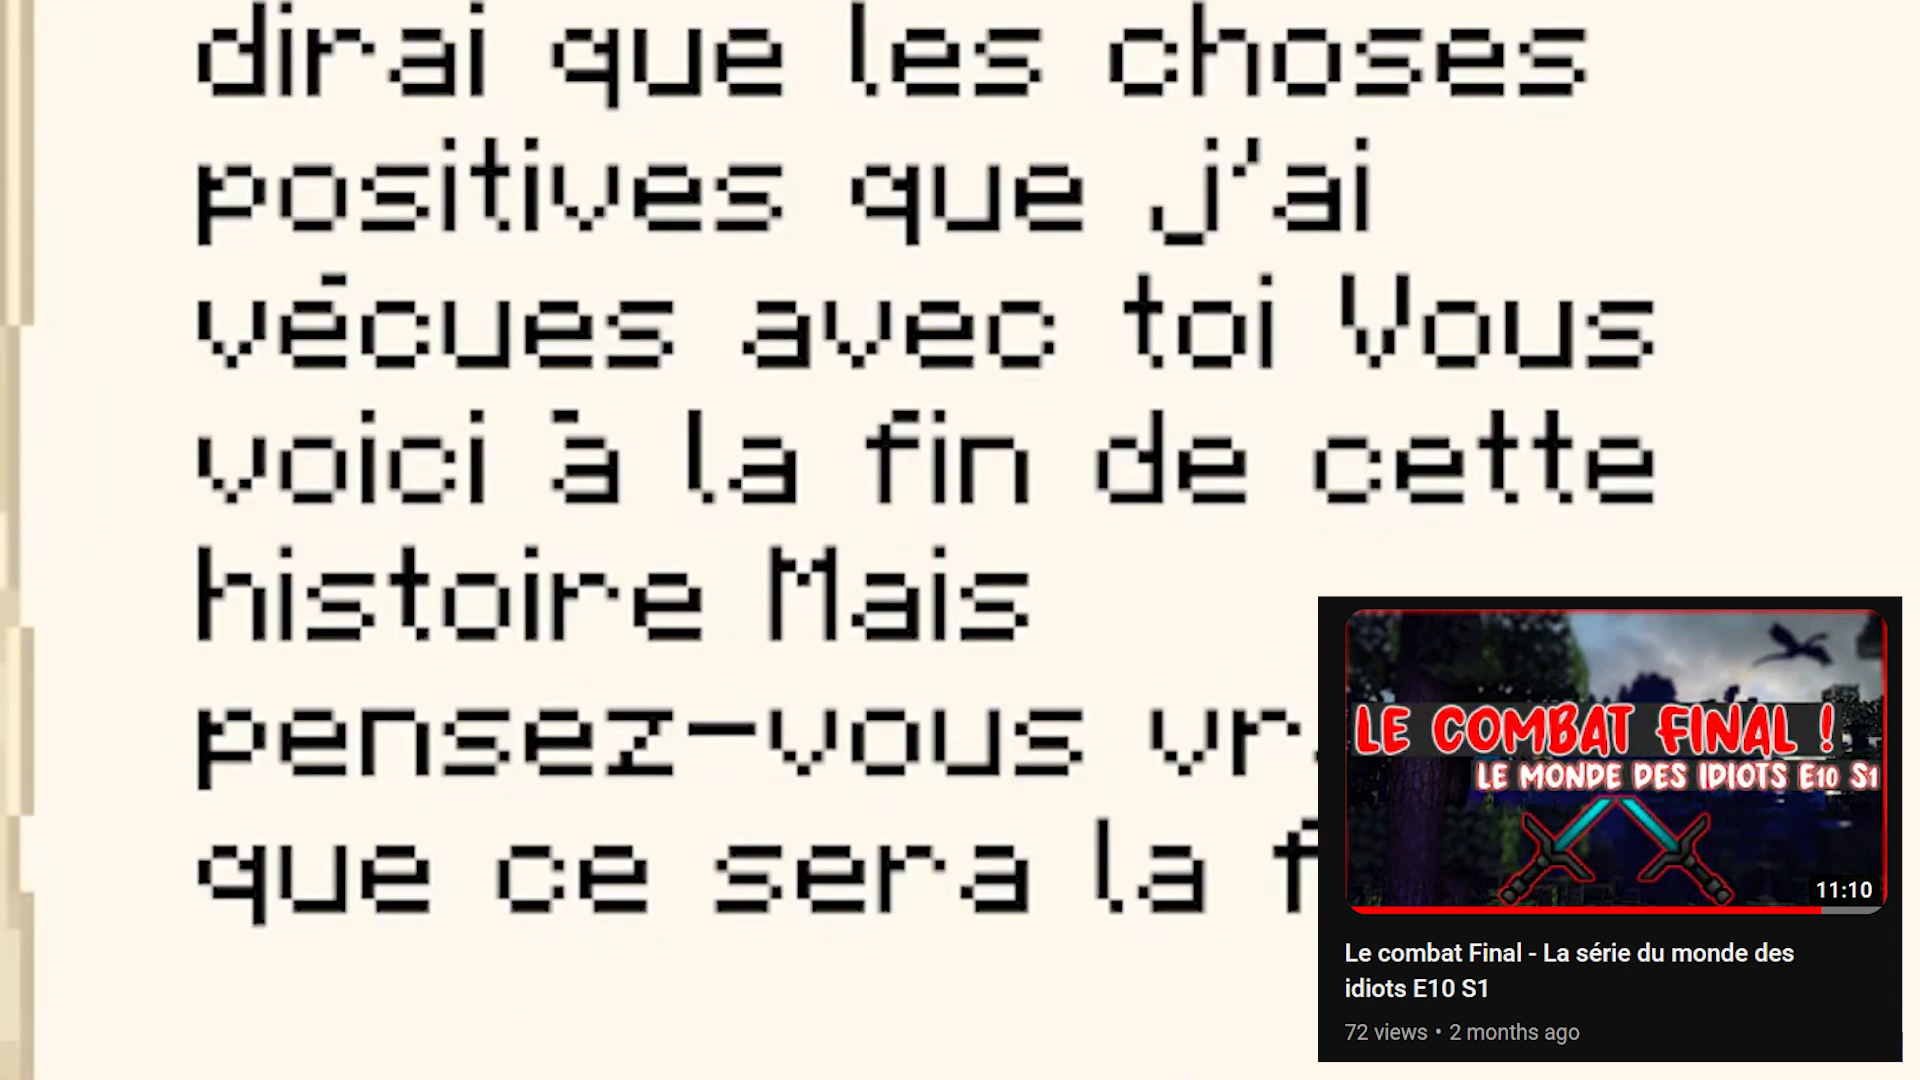 dirai que les choses
positives que j'ai
vécues avec toi Vous
voici à la fin de cette
histoire Mais
pensez-vous
que ce sera la
LE COMBAT FINAL !
LE MONDE DES IDIOTS E10 S1
11:10
Le combat Final - La série du monde des
idiots E10 S1
72 views • 2 months ago